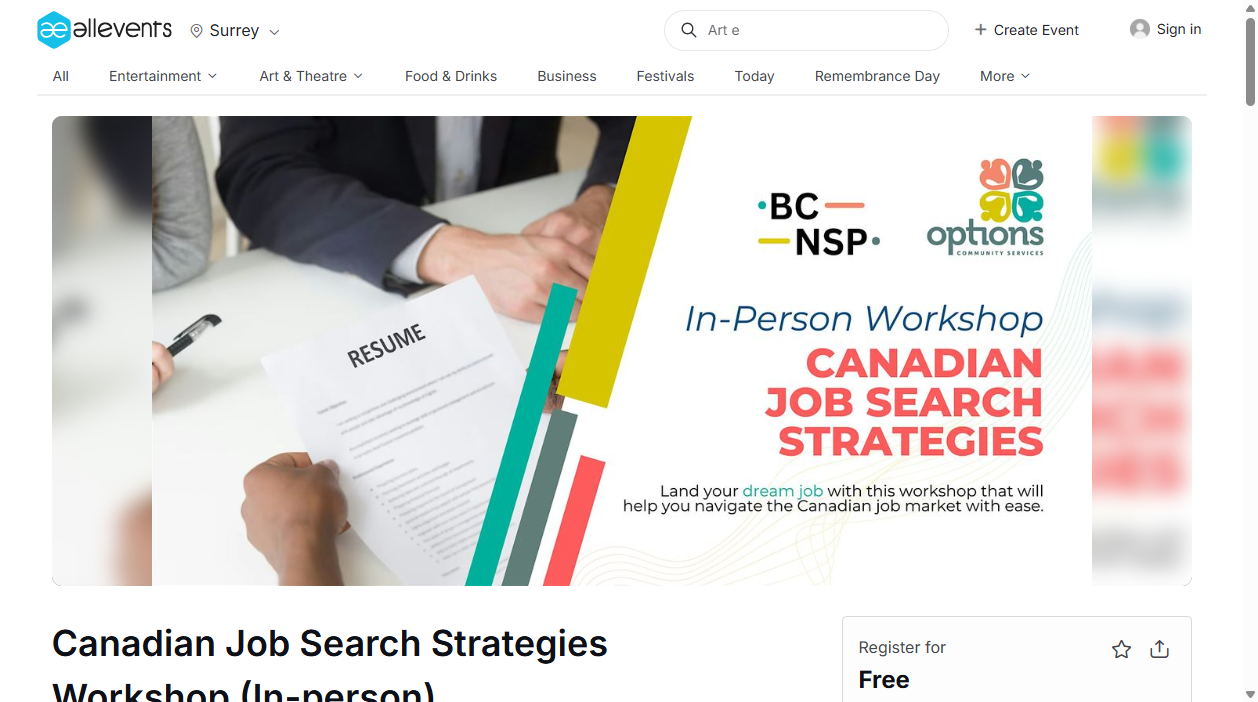 æ allevents
Surrey
Art e
Create Event
Sign in
All
Entertainment
Art & Theatre
Food & Drinks
Business
Festivals
Today
Remembrance Day
More
RESUME
BC
NSP
options
COMMUNITY SERVICES
In-Person Workshop
CANADIAN
JOB SEARCH
STRATEGIES
Land your dream job with this workshop that will
help you navigate the Canadian job market with ease.
Canadian Job Search Strategies
Workshop (In-person)
Register for
Free